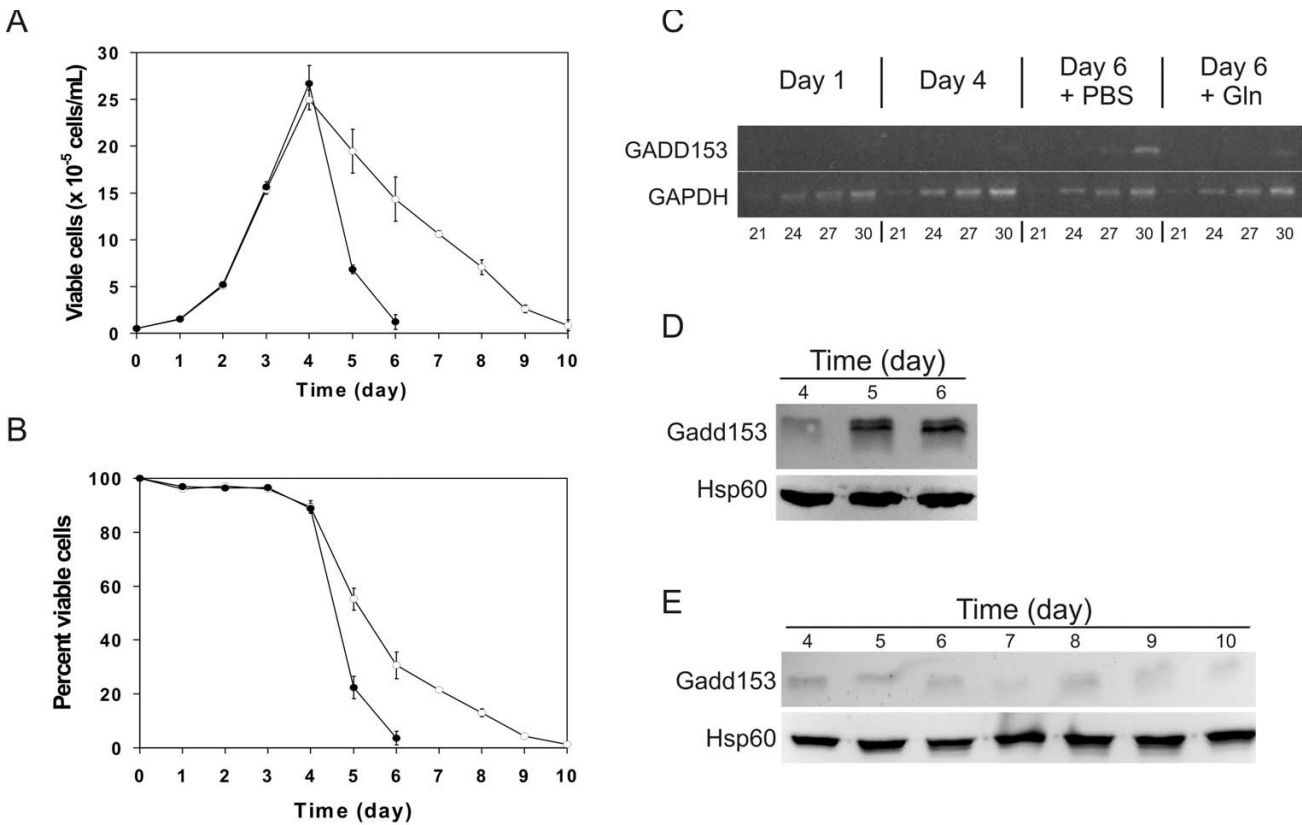 A
Viable cells (x 10⁻⁵ cells/mL)
30
25
20
15
10
5
0
0 1 2 3 4 5 6 7 8 9 10
Time (day)
B
Percent viable cells
100
80
60
40
20
0
0 1 2 3 4 5 6 7 8 9 10
Time (day)
C
Day 1 Day 4 Day 6 Day 6
+ PBS + Gln
GADD153
GAPDH
21 24 27 30 21 24 27 30 21 24 27 30 21 24 27 30
D
Time (day)
4 5 6
Gadd153
Hsp60
E
Time (day)
4 5 6 7 8 9 10
Gadd153
Hsp60